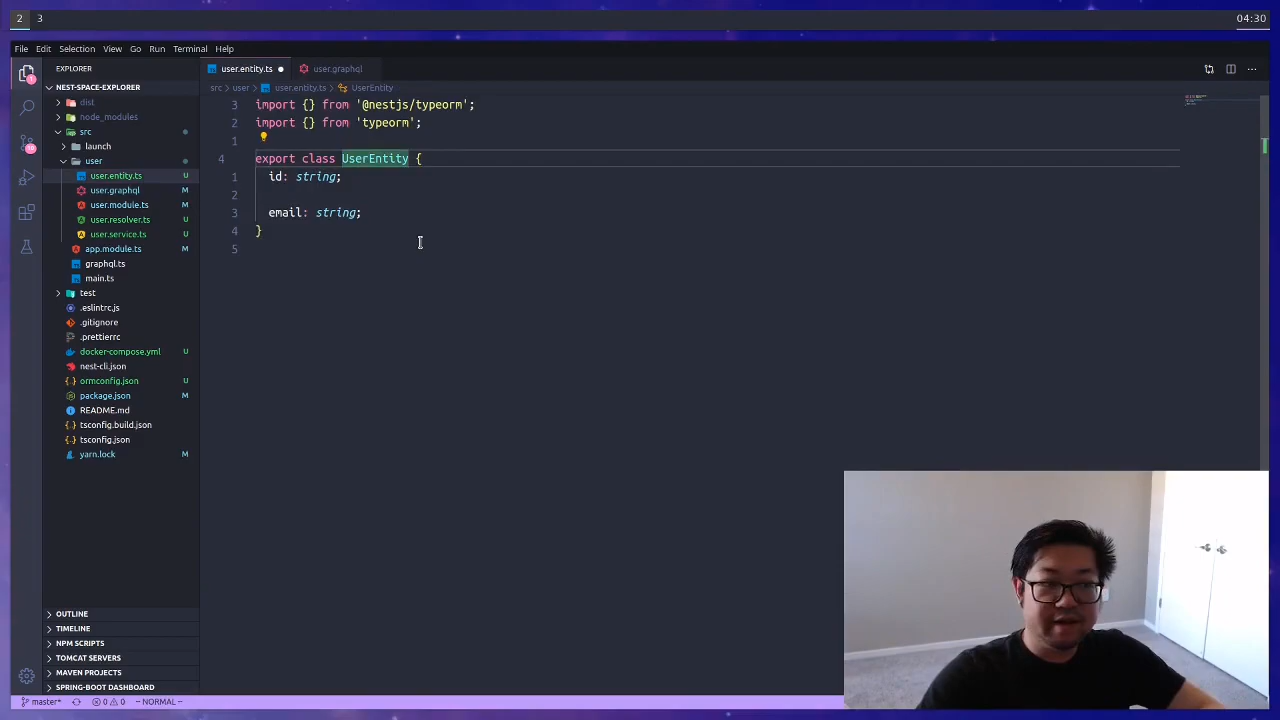 2 3 04:30
File Edit Selection View Go Run Terminal Help
EXPLORER
NEST-SPACE-EXPLORER
dist
node_modules
src
launch
user
user.entity.ts U
user.graphql U
user.module.ts M
user.resolver.ts U
user.service.ts U
app.module.ts M
graphql.ts
main.ts
test
.eslintrc.js
.gitignore
.prettierrc
docker-compose.yml U
nest-cli.json
ormconfig.json U
package.json M
README.md
tsconfig.build.json
tsconfig.json
yarn.lock M
OUTLINE
TIMELINE
NPM SCRIPTS
TOMCAT SERVERS
MAVEN PROJECTS
SPRING-BOOT DASHBOARD
user.entity.ts user.graphql
src > user > user.entity.ts > UserEntity
3 import {} from '@nestjs/typeorm';
2 import {} from 'typeorm';
1
4 export class UserEntity {
1 id: string;
2
3 email: string;
4 }
5
master* 0 0 -- NORMAL --